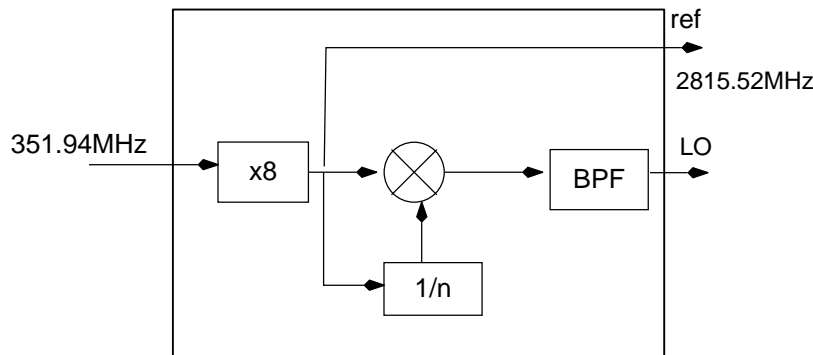 ref
2815.52MHz
351.94MHz
x8
BPF
LO
1/n